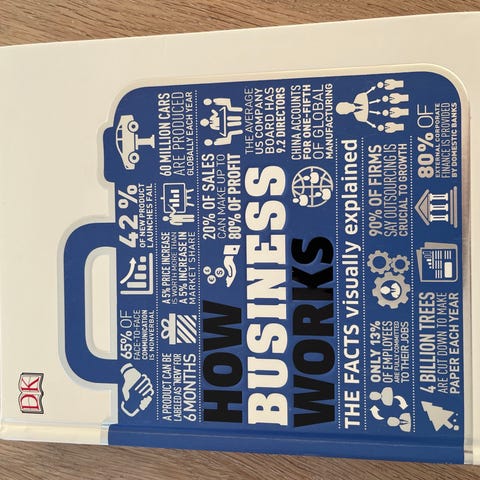 DK
65% OF
FACE-TO-FACE
COMMUNICATION
IS NONVERBAL
42%
OF NEW PRODUCT
LAUNCHES FAIL
60 MILLION CARS
ARE PRODUCED
GLOBALLY EACH YEAR
A PRODUCT CAN BE
LABELED AS 'NEW' FOR
6 MONTHS
A 5% PRICE INCREASE
IS WORTH MORE THAN
A 5% INCREASE IN
MARKET SHARE
20% OF SALES
CAN MAKE UP TO
80% OF PROFIT
THE AVERAGE
US COMPANY
BOARD HAS
9.2 DIRECTORS
HOW
BUSINESS
WORKS
CHINA ACCOUNTS
FOR ONE-FIFTH
OF GLOBAL
MANUFACTURING
THE FACTS visually explained
ONLY 13%
OF EMPLOYEES
ARE FULLY COMMITTED
TO THEIR JOBS
90% OF FIRMS
SAY OUTSOURCING IS
CRUCIAL TO GROWTH
4 BILLION TREES
ARE CUT DOWN TO MAKE
PAPER EACH YEAR
80% OF
EXTERNAL CORPORATE
FINANCE IS PROVIDED
BY DOMESTIC BANKS